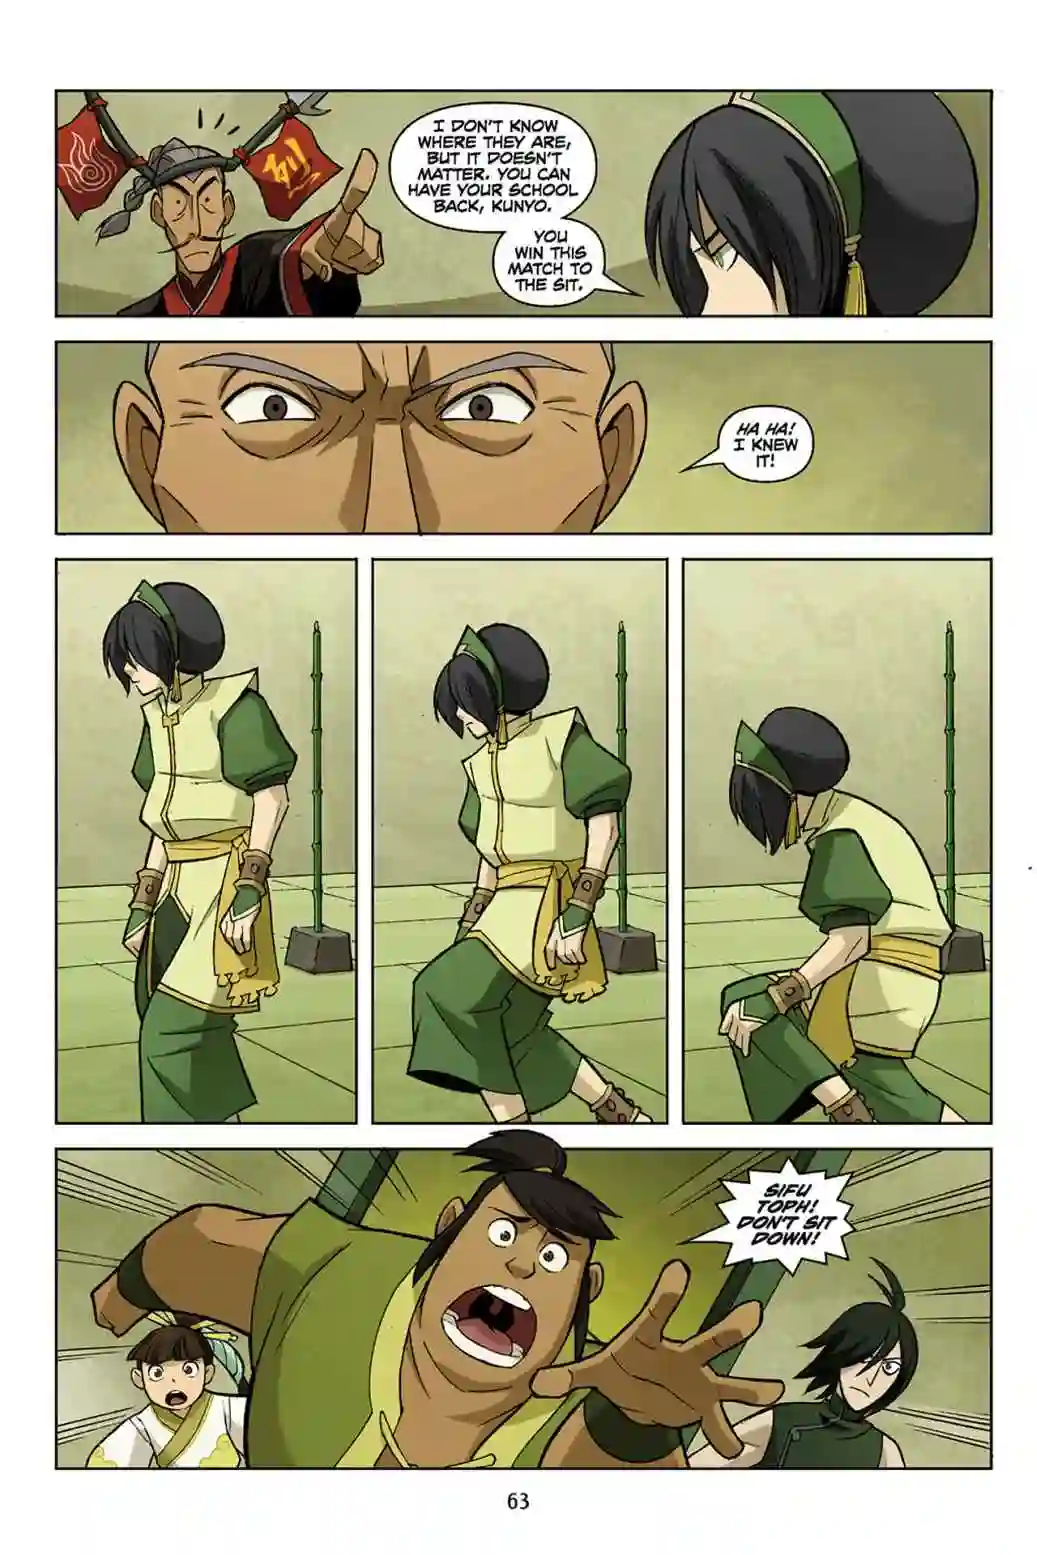 I DON'T KNOW
WHERE THEY ARE,
BUT IT DOESN'T
MATTER. YOU CAN
HAVE YOUR SCHOOL
BACK, KUNYO.
YOU
WIN THIS
MATCH TO
THE SIT.
HA HA!
I KNEW
IT!
SIFU
TOPH!
DON'T SIT
DOWN!
63